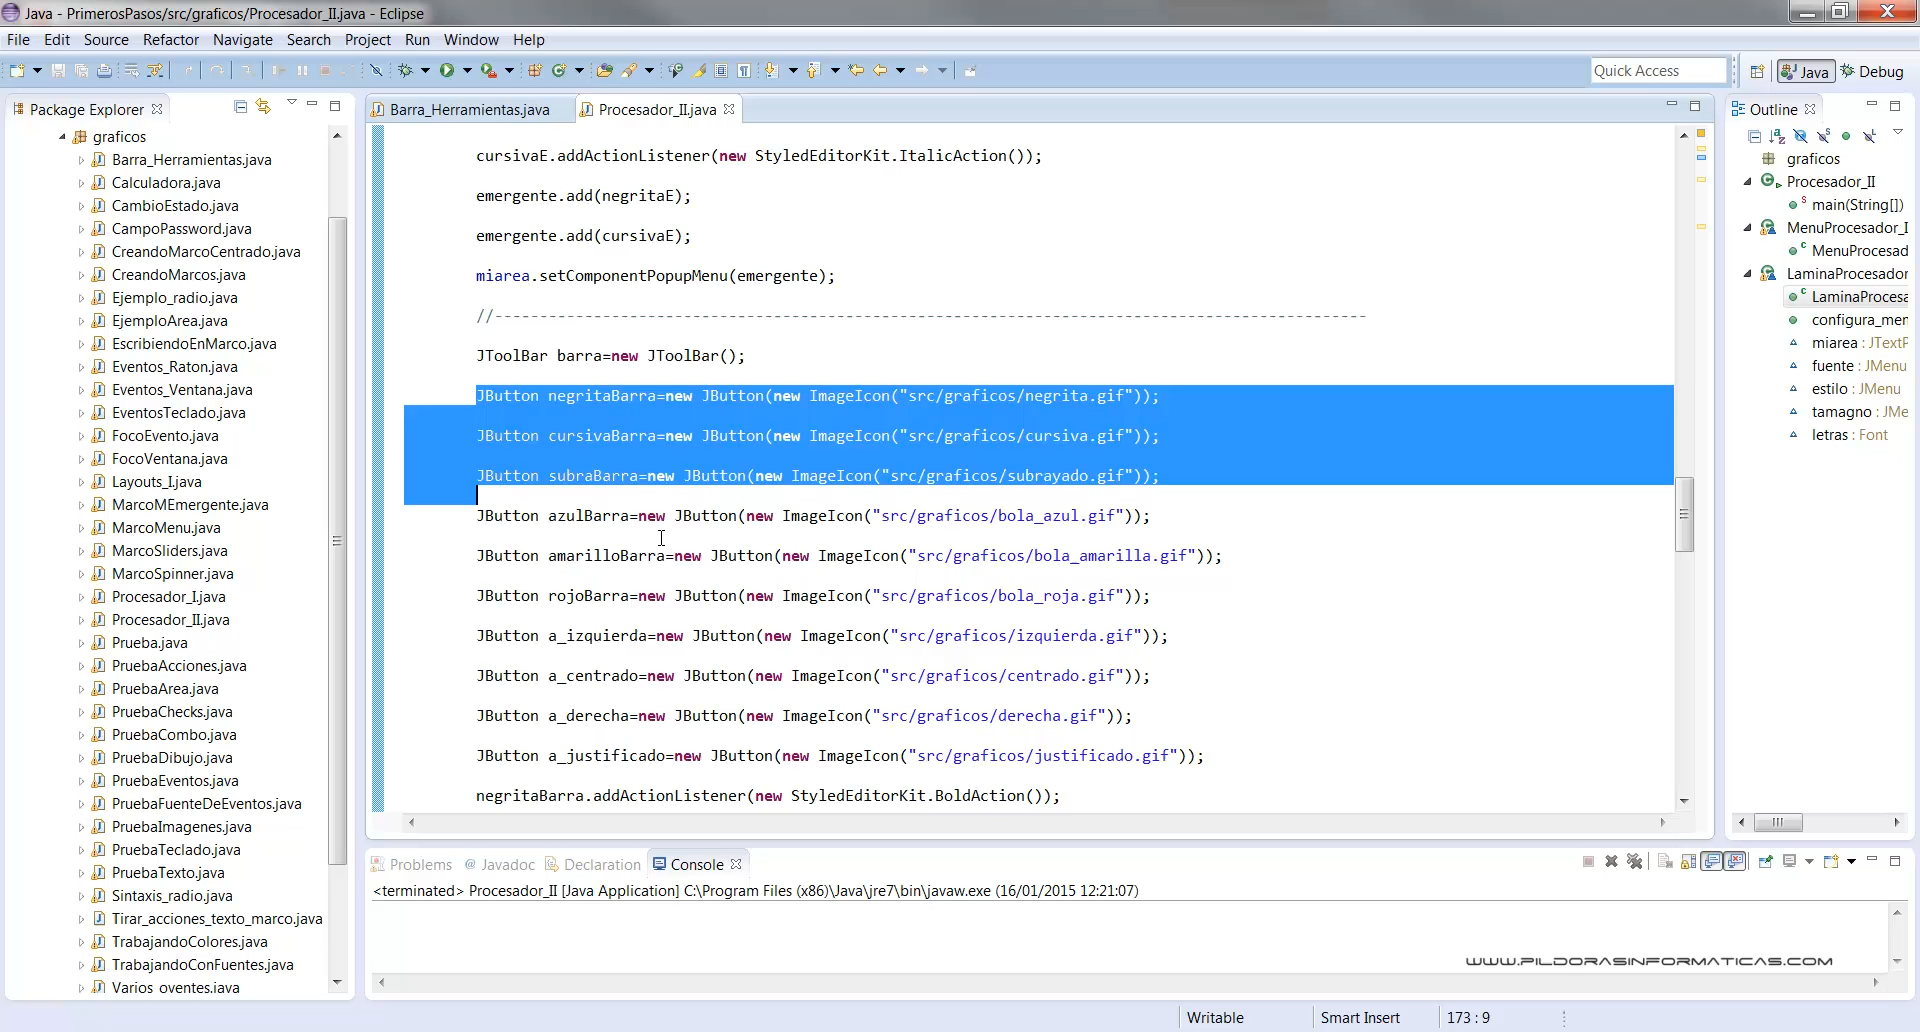 Java - PrimerosPasos/src/graficos/Procesador_II.java - Eclipse
File Edit Source Refactor Navigate Search Project Run Window Help
Quick Access
Java
Debug
Package Explorer
graficos
Barra_Herramientas.java
Calculadora.java
CambioEstado.java
CampoPassword.java
CreandoMarcoCentrado.java
CreandoMarcos.java
Ejemplo_radio.java
EjemploArea.java
EscribiendoEnMarco.java
Eventos_Raton.java
Eventos_Ventana.java
EventosTeclado.java
FocoEvento.java
FocoVentana.java
Layouts_I.java
MarcoMEmergente.java
MarcoMenu.java
MarcoSliders.java
MarcoSpinner.java
Procesador_I.java
Procesador_II.java
Prueba.java
PruebaAcciones.java
PruebaArea.java
PruebaChecks.java
PruebaCombo.java
PruebaDibujo.java
PruebaEventos.java
PruebaFuenteDeEventos.java
PruebaImagenes.java
PruebaTeclado.java
PruebaTexto.java
Sintaxis_radio.java
Tirar_acciones_texto_marco.java
TrabajandoColores.java
TrabajandoConFuentes.java
Barra_Herramientas.java
Procesador_II.java
cursivaE.addActionListener(new StyledEditorKit.ItalicAction());
emergente.add(negritaE);
emergente.add(cursivaE);
miarea.setComponentPopupMenu(emergente);
//-------------------------------------------------------------------------------------------------
JToolBar barra=new JToolBar();
JButton negritaBarra=new JButton(new ImageIcon("src/graficos/negrita.gif"));
JButton cursivaBarra=new JButton(new ImageIcon("src/graficos/cursiva.gif"));
JButton subraBarra=new JButton(new ImageIcon("src/graficos/subrayado.gif"));
JButton azulBarra=new JButton(new ImageIcon("src/graficos/bola_azul.gif"));
JButton amarilloBarra=new JButton(new ImageIcon("src/graficos/bola_amarilla.gif"));
JButton rojoBarra=new JButton(new ImageIcon("src/graficos/bola_roja.gif"));
JButton a_izquierda=new JButton(new ImageIcon("src/graficos/izquierda.gif"));
JButton a_centrado=new JButton(new ImageIcon("src/graficos/centrado.gif"));
JButton a_derecha=new JButton(new ImageIcon("src/graficos/derecha.gif"));
JButton a_justificado=new JButton(new ImageIcon("src/graficos/justificado.gif"));
negritaBarra.addActionListener(new StyledEditorKit.BoldAction());
Outline
graficos
Procesador_II
main(String[])
MenuProcesador_I
MenuProcesad
LaminaProcesador
LaminaProcesa
configura_men
miarea : JTextP
fuente : JMenu
estilo : JMenu
tamagno : JMe
letras : Font
Problems
@ Javadoc
Declaration
Console
<terminated> Procesador_II [Java Application] C:\Program Files (x86)\Java\jre7\bin\javaw.exe (16/01/2015 12:21:07)
WWW.PILDORASINFORMATICAS.COM
Writable
Smart Insert
173 : 9